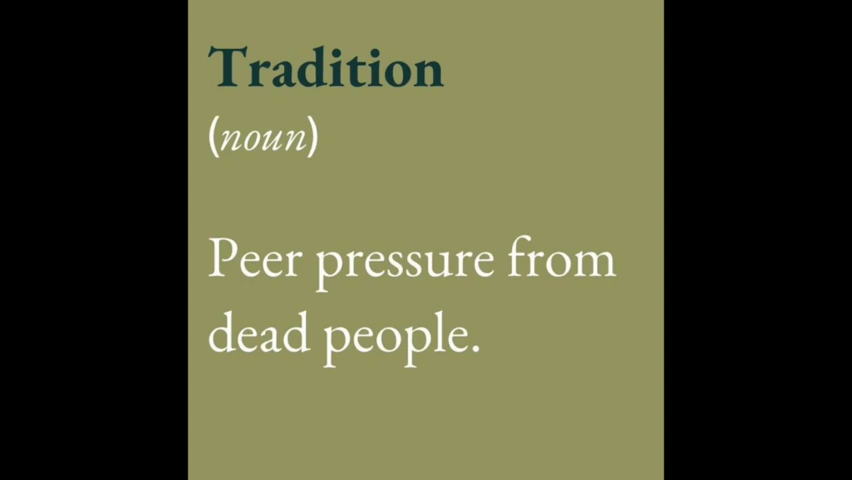 Tradition
(noun)
Peer pressure from
dead people.